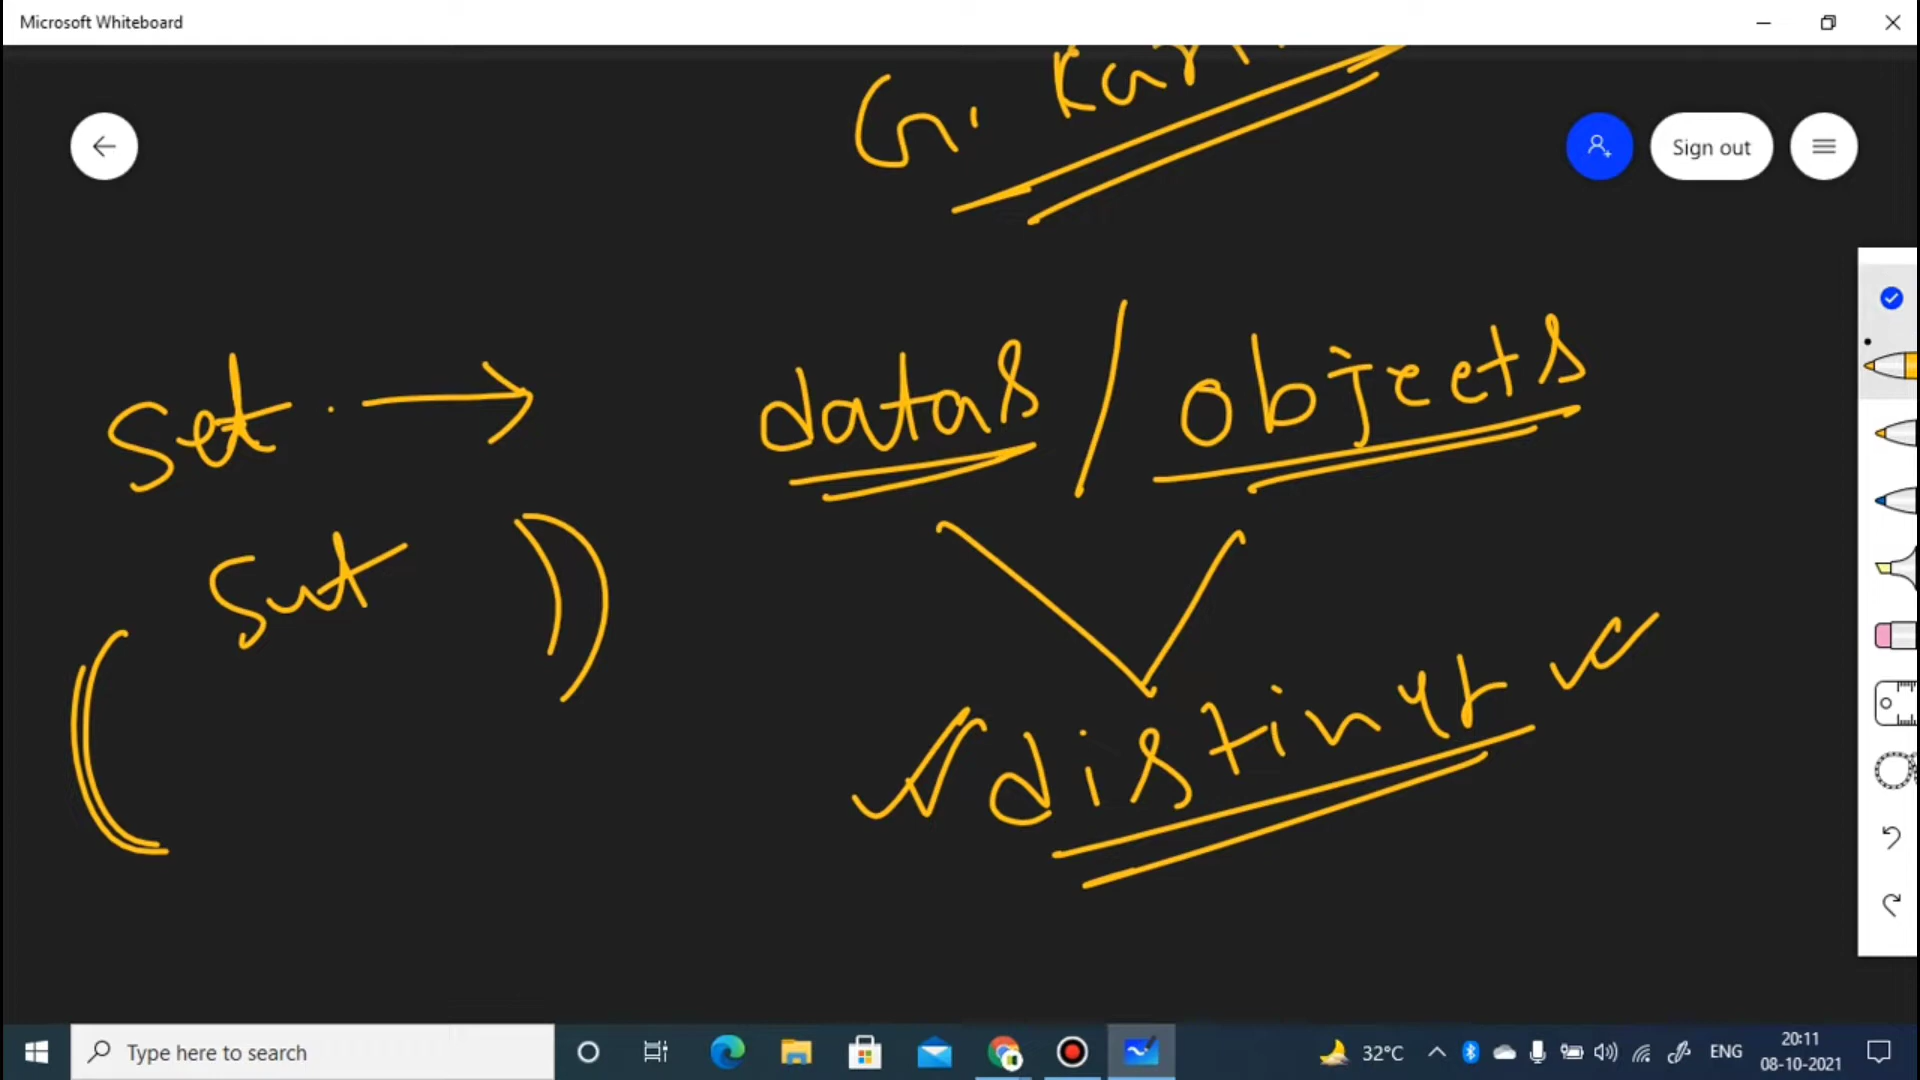 Microsoft Whiteboard
G. Kar
Sign out
Set → datas / objects
Set
distinct
Type here to search
32°C
ENG
20:11
08-10-2021